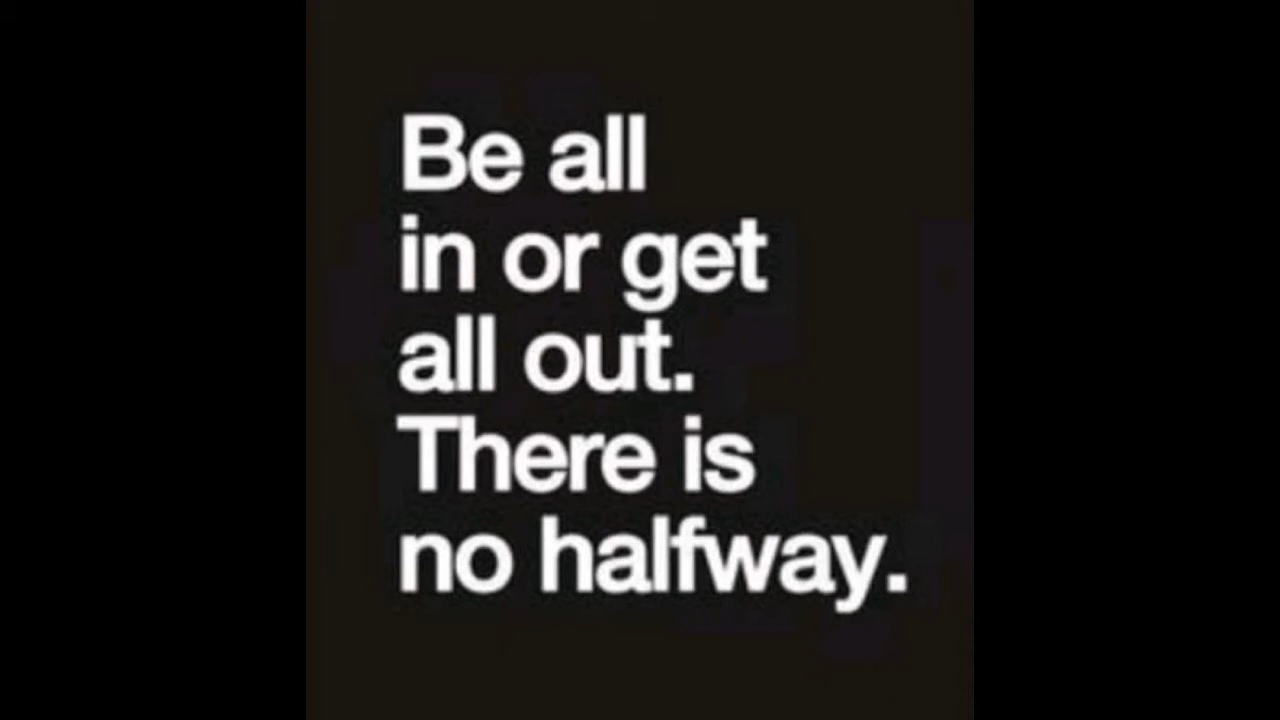 Be all
in or get
all out.
There is
no halfway.